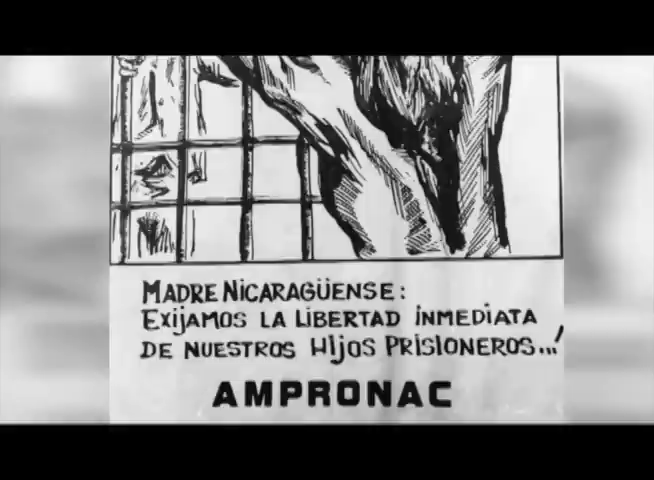 MADRE NICARAGÜENSE:
EXIJAMOS LA LIBERTAD INMEDIATA
DE NUESTROS HIJOS PRISIONEROS...!
AMPRONAC